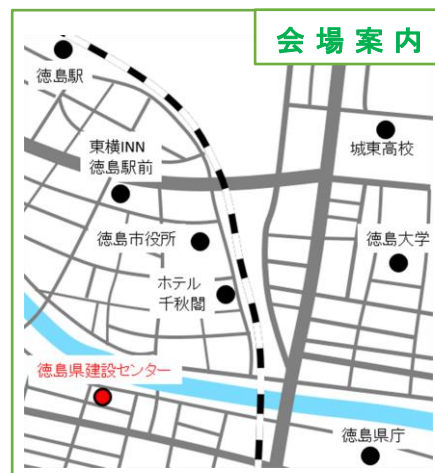 会場案内
徳島駅
東横INN
徳島駅前
城東高校
徳島市役所
徳島大学
ホテル
千秋閣
徳島県建設センター
徳島県庁